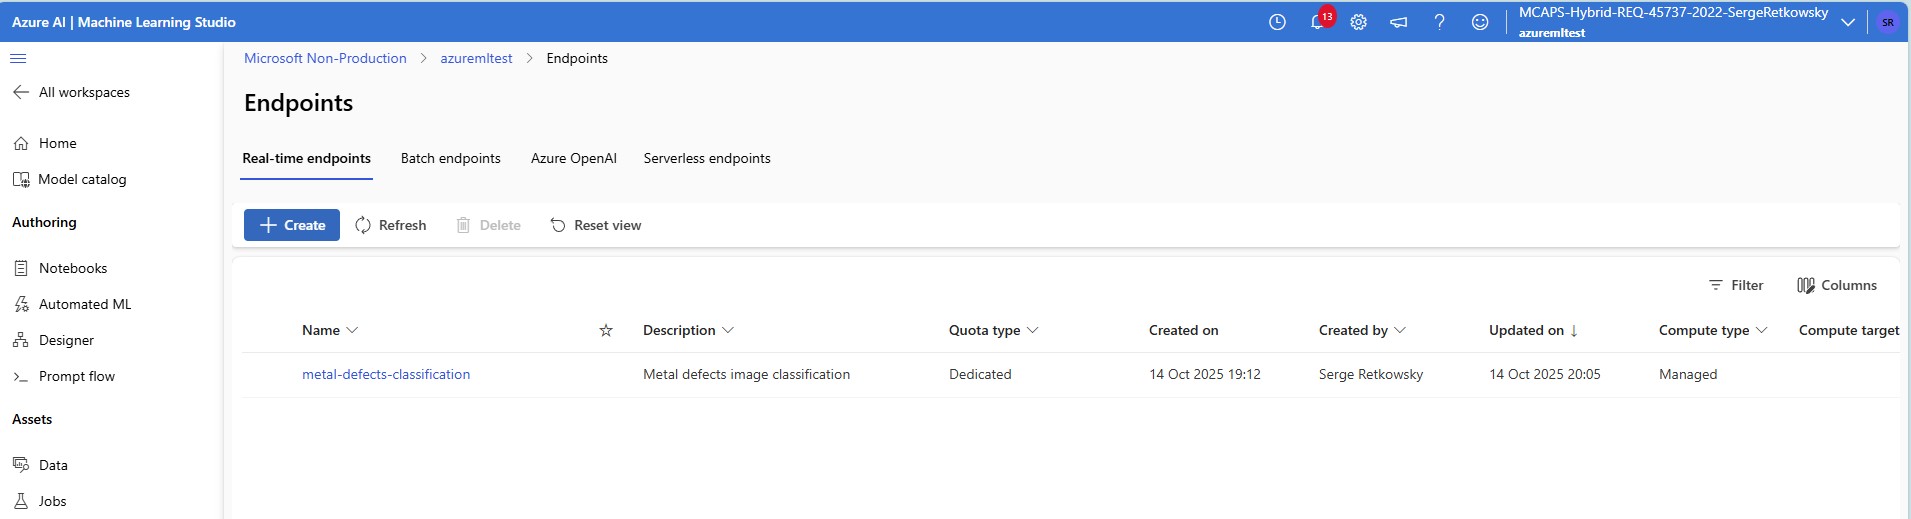 Azure AI | Machine Learning Studio
13
MCAPS-Hybrid-REQ-45737-2022-SergeRetkowsky
azuremltest
SR
Microsoft Non-Production > azuremltest > Endpoints
All workspaces
Endpoints
Home
Real-time endpoints Batch endpoints Azure OpenAI Serverless endpoints
Model catalog
Authoring
Create Refresh Delete Reset view
Notebooks
Filter Columns
Automated ML
Name Description Quota type Created on Created by Updated on Compute type Compute target
Designer
Prompt flow
metal-defects-classification Metal defects image classification Dedicated 14 Oct 2025 19:12 Serge Retkowsky 14 Oct 2025 20:05 Managed
Assets
Data
Jobs